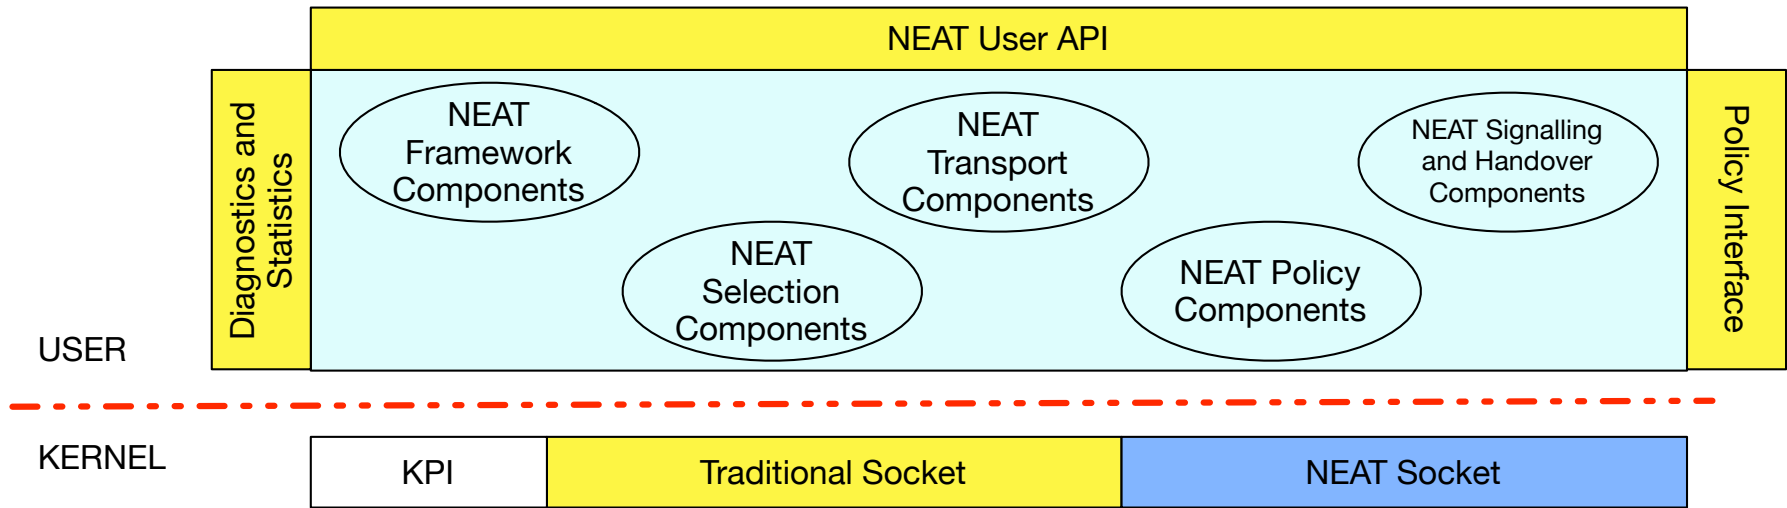 NEAT User API
Diagnostics and
Statistics
NEAT
Framework
Components
NEAT
Transport
Components
NEAT Signalling
and Handover
Components
NEAT
Selection
Components
NEAT Policy
Components
Policy Interface
USER
KERNEL
KPI
Traditional Socket
NEAT Socket